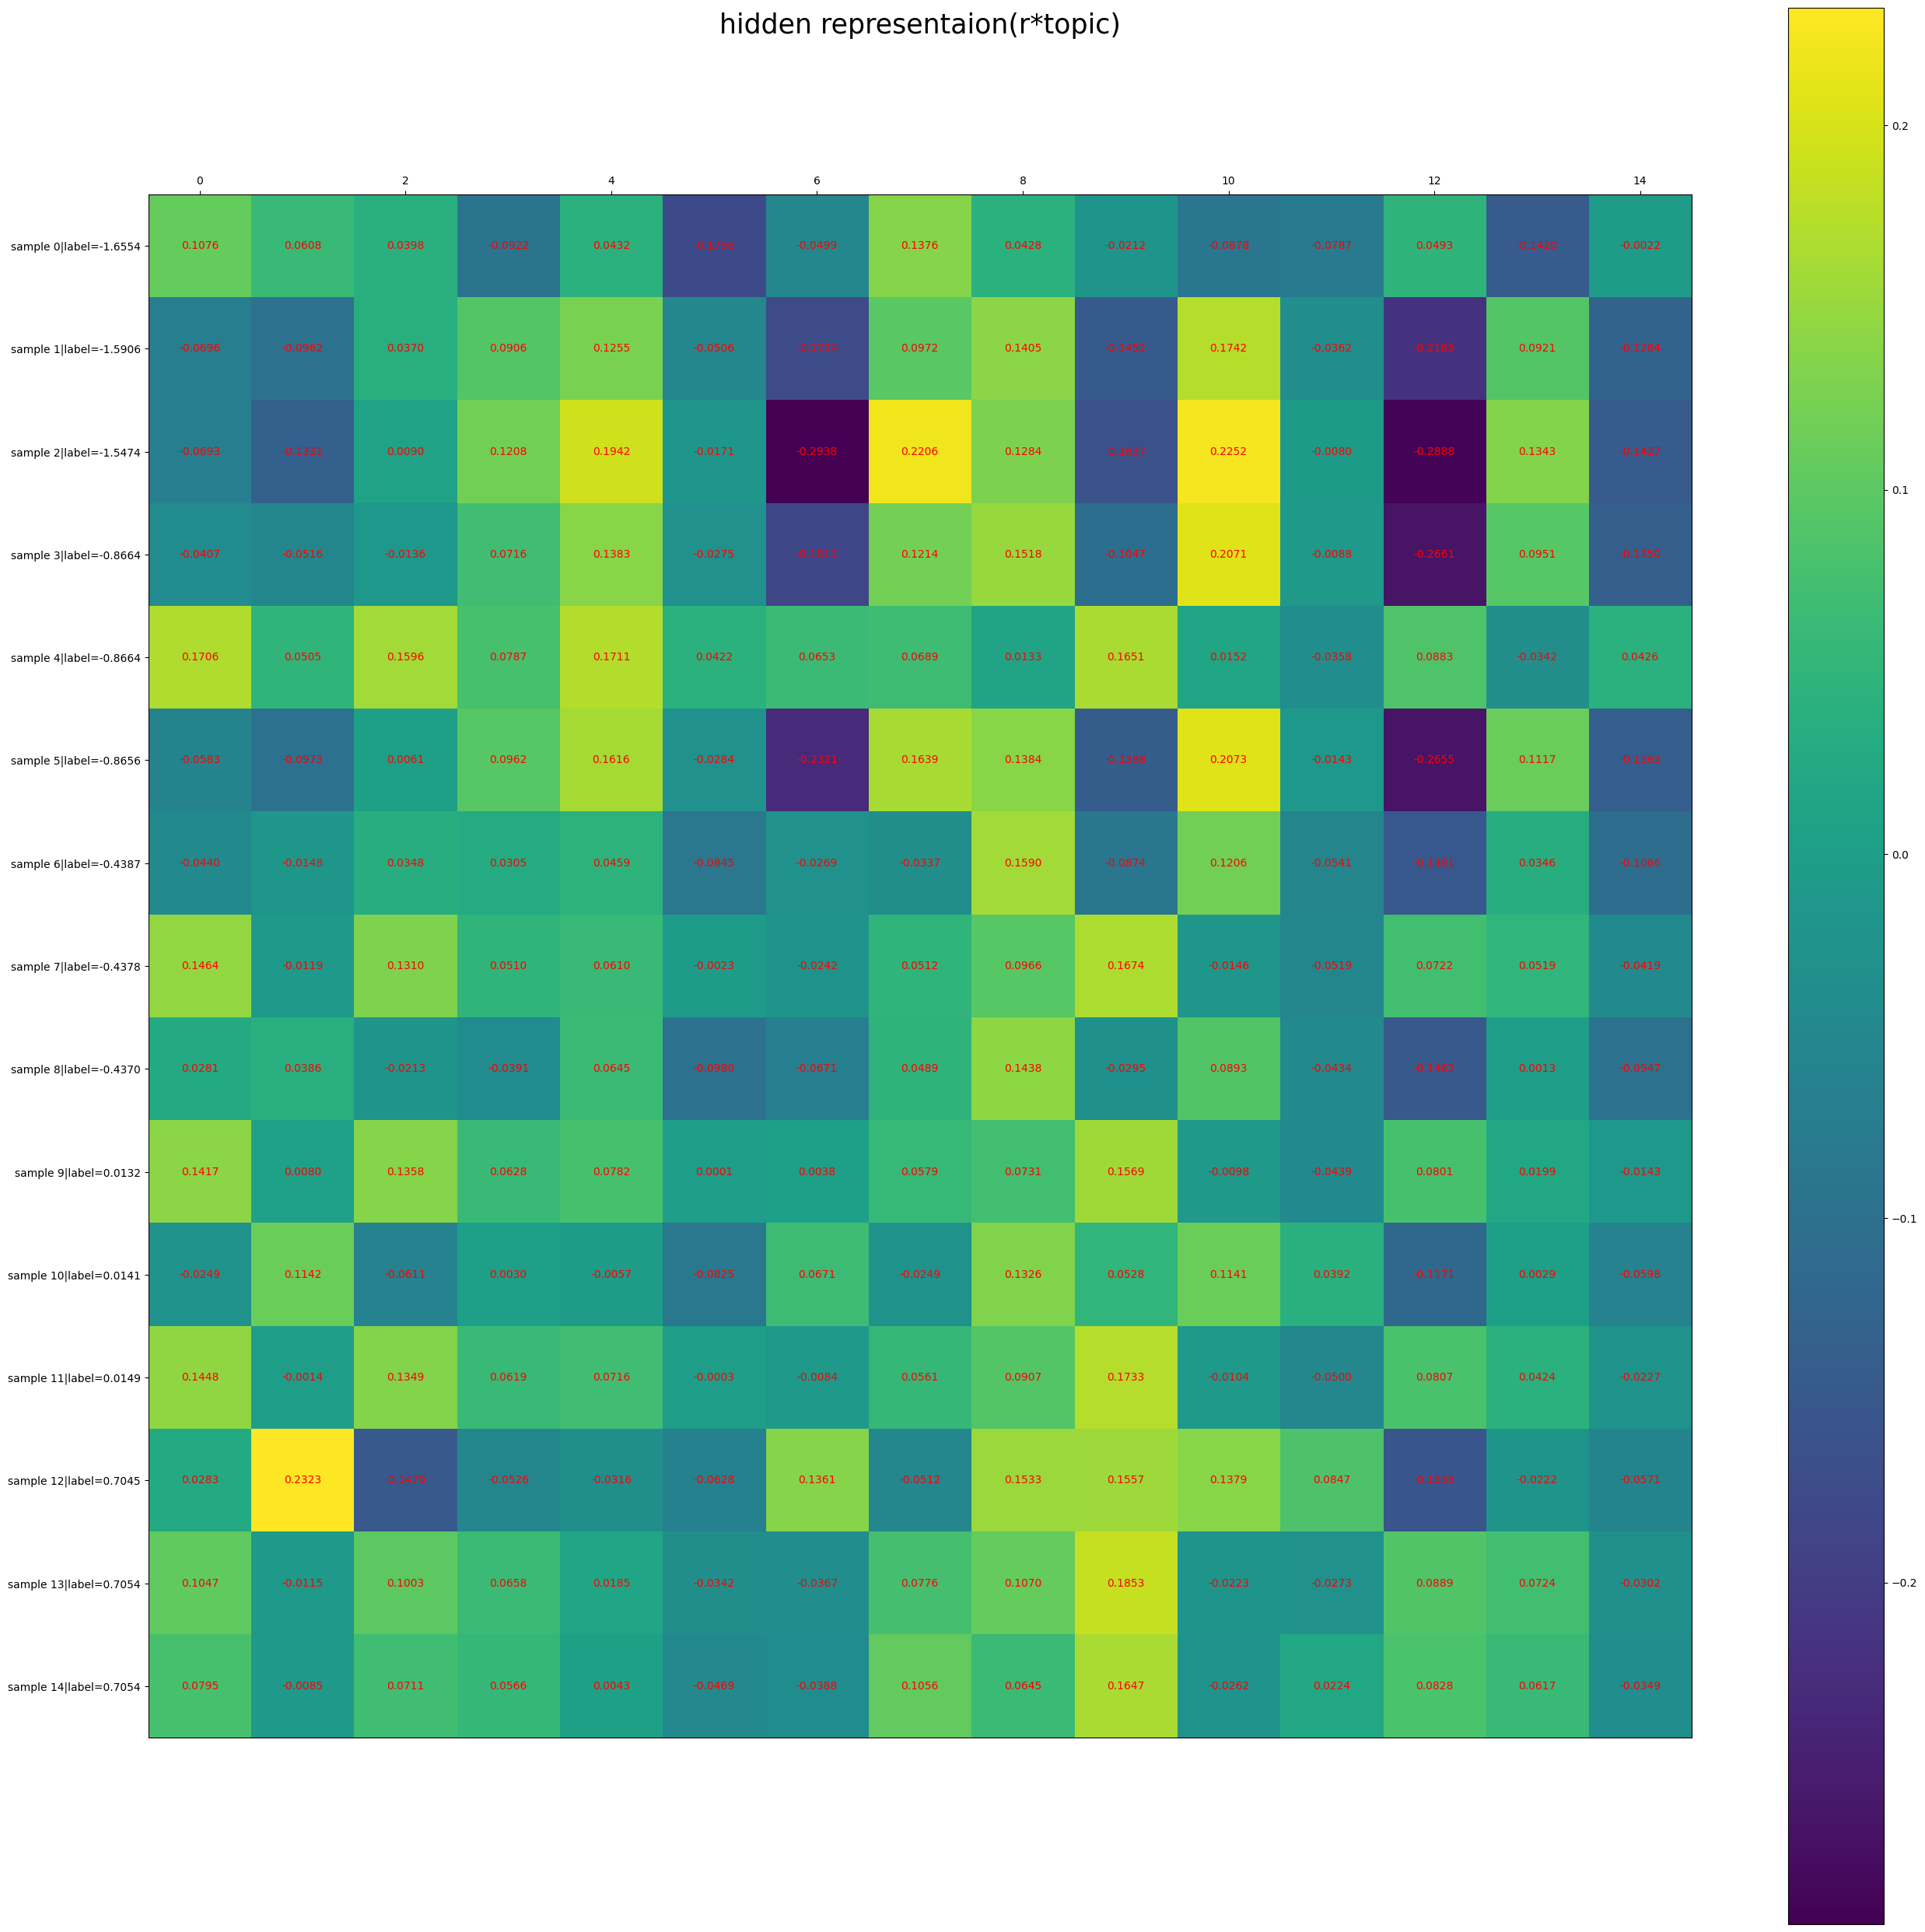 hidden representaion(r*topic)
0 2 4 6 8 10 12 14
sample 0|label=-1.6554 0.1076 0.0608 0.0398 -0.0922 0.0432 -0.0499 0.1376 0.0428 -0.0212 -0.0878 -0.0787 0.0493 -0.0022
sample 1|label=-1.5906 -0.0696 -0.0962 0.0370 0.0906 0.1255 -0.0506 0.0972 0.1405 0.1742 -0.0362 0.0921 -0.1264
sample 2|label=-1.5474 -0.0693 -0.1331 0.0090 0.1208 0.1942 -0.0171 -0.2938 0.2206 0.1284 0.2252 -0.0080 -0.2888 0.1343 -0.1427
sample 3|label=-0.8664 -0.0407 -0.0516 -0.0136 0.0716 0.1383 -0.0275 0.1214 0.1518 -0.1047 0.2071 -0.0088 -0.2661 0.0951 -0.1350
sample 4|label=-0.8664 0.1706 0.0505 0.1596 0.0787 0.1711 0.0422 0.0653 0.0689 0.0133 0.1651 0.0152 -0.0358 0.0883 -0.0342 0.0426
sample 5|label=-0.8656 -0.0583 -0.0973 0.0061 0.0962 0.1616 -0.0284 -0.2321 0.1639 0.1384 0.2073 -0.0143 -0.2655 0.1117
sample 6|label=-0.4387 -0.0440 -0.0148 0.0348 0.0305 0.0459 -0.0845 -0.0269 -0.0337 0.1590 -0.0874 0.1206 -0.0541 0.0346 -0.1066
sample 7|label=-0.4378 0.1464 -0.0119 0.1310 0.0510 0.0610 -0.0023 -0.0242 0.0512 0.0966 0.1674 -0.0146 -0.0519 0.0722 0.0519 -0.0419
sample 8|label=-0.4370 0.0281 0.0386 -0.0213 -0.0391 0.0645 -0.0980 -0.0671 0.0489 0.1438 -0.0295 0.0893 -0.0434 0.0013 -0.0947
sample 9|label=0.0132 0.1417 0.0080 0.1358 0.0628 0.0782 0.0001 0.0038 0.0579 0.0731 0.1569 -0.0098 -0.0439 0.0801 0.0199 -0.0143
sample 10|label=0.0141 -0.0249 0.1142 -0.0611 0.0030 -0.0057 -0.0825 0.0671 -0.0249 0.1326 0.0528 0.1141 0.0392 -0.1171 0.0029 -0.0598
sample 11|label=0.0149 0.1448 -0.0014 0.1349 0.0619 0.0716 -0.0003 -0.0084 0.0561 0.0907 0.1733 -0.0104 -0.0500 0.0807 0.0424 -0.0227
sample 12|label=0.7045 0.0283 0.2323 -0.1470 -0.0526 -0.0316 -0.0628 0.1361 -0.0512 0.1533 0.1557 0.1379 0.0847 -0.0222 -0.0571
sample 13|label=0.7054 0.1047 -0.0115 0.1003 0.0658 0.0185 -0.0342 -0.0367 0.0776 0.1070 0.1853 -0.0223 -0.0273 0.0889 0.0724 -0.0302
sample 14|label=0.7054 0.0795 -0.0085 0.0711 0.0566 0.0043 -0.0469 -0.0388 0.1056 0.0645 0.1647 -0.0262 0.0224 0.0828 0.0617 -0.0349
0.2
0.1
0.0
−0.1
−0.2